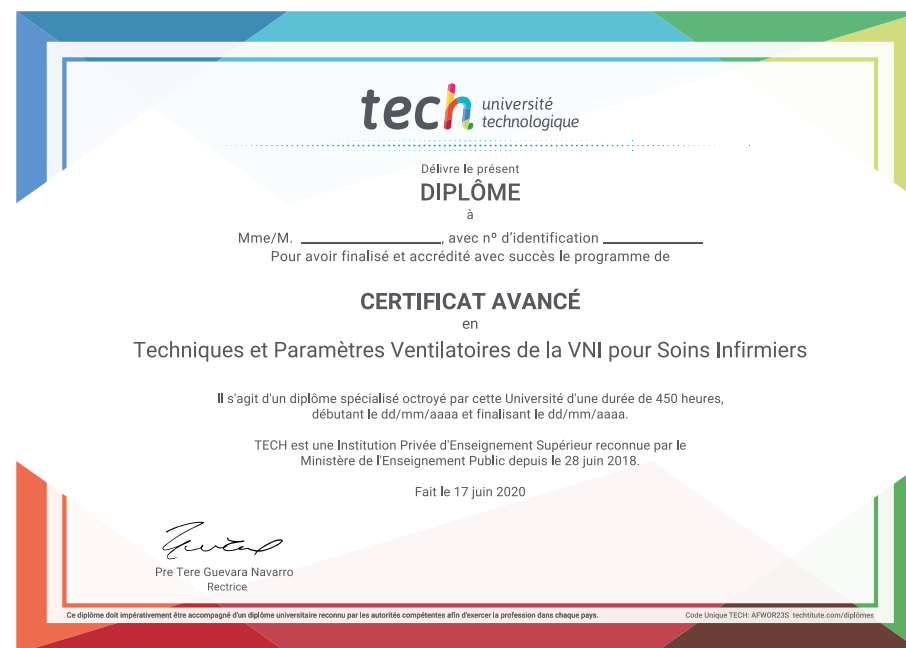 tech université
technologique
Délivre le présent
DIPLÔME
à
Mme/M. ____________________, avec nº d'identification ______________
Pour avoir finalisé et accrédité avec succès le programme de
CERTIFICAT AVANCÉ
en
Techniques et Paramètres Ventilatoires de la VNI pour Soins Infirmiers
Il s'agit d'un diplôme spécialisé octroyé par cette Université d'une durée de 450 heures,
débutant le dd/mm/aaaa et finalisant le dd/mm/aaaa.
TECH est une Institution Privée d'Enseignement Supérieur reconnue par le
Ministère de l'Enseignement Public depuis le 28 juin 2018.
Fait le 17 juin 2020
Pre Tere Guevara Navarro
Rectrice
Ce diplôme doit impérativement être accompagné d'un diplôme universitaire reconnu par les autorités compétentes afin d'exercer la profession dans chaque pays.
Code Unique TECH: AFWOR23S techtitute.com/diplômes